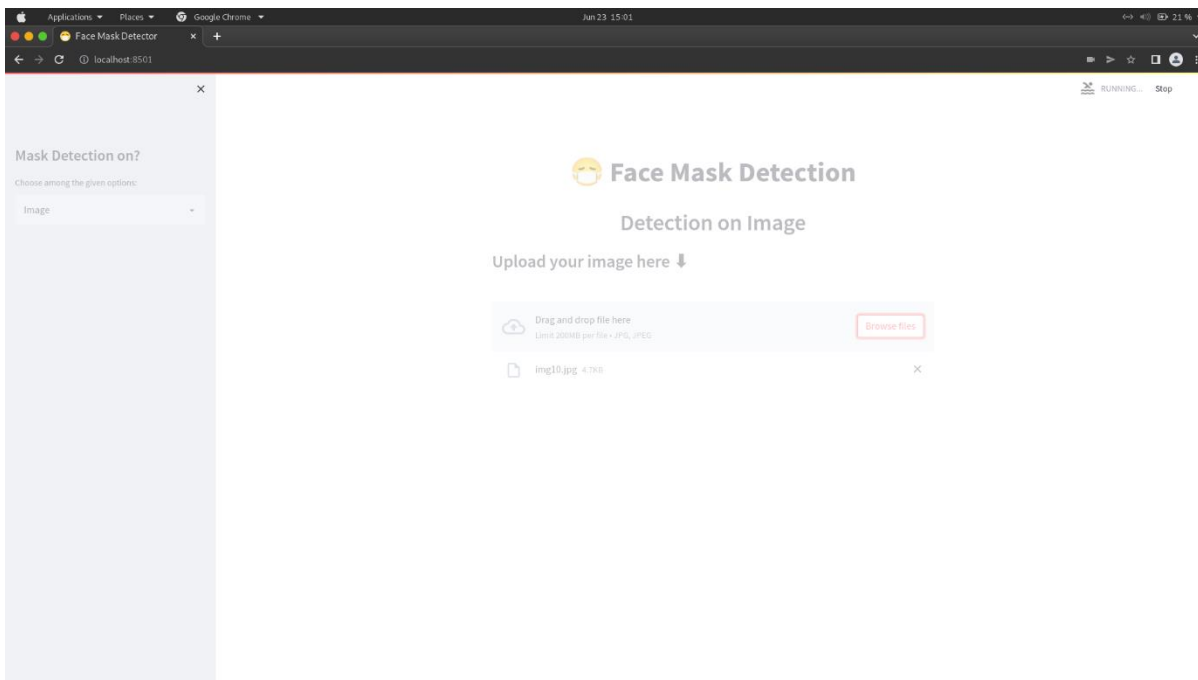 Applications Places Google Chrome Jun 23 15:01 21 %
Face Mask Detector
localhost:8501
RUNNING... Stop
Mask Detection on?
Choose among the given options:
Image
Face Mask Detection
Detection on Image
Upload your image here
Drag and drop file here
Limit 200MB per file • JPG, JPEG
Browse files
img10.jpg 4.7KB